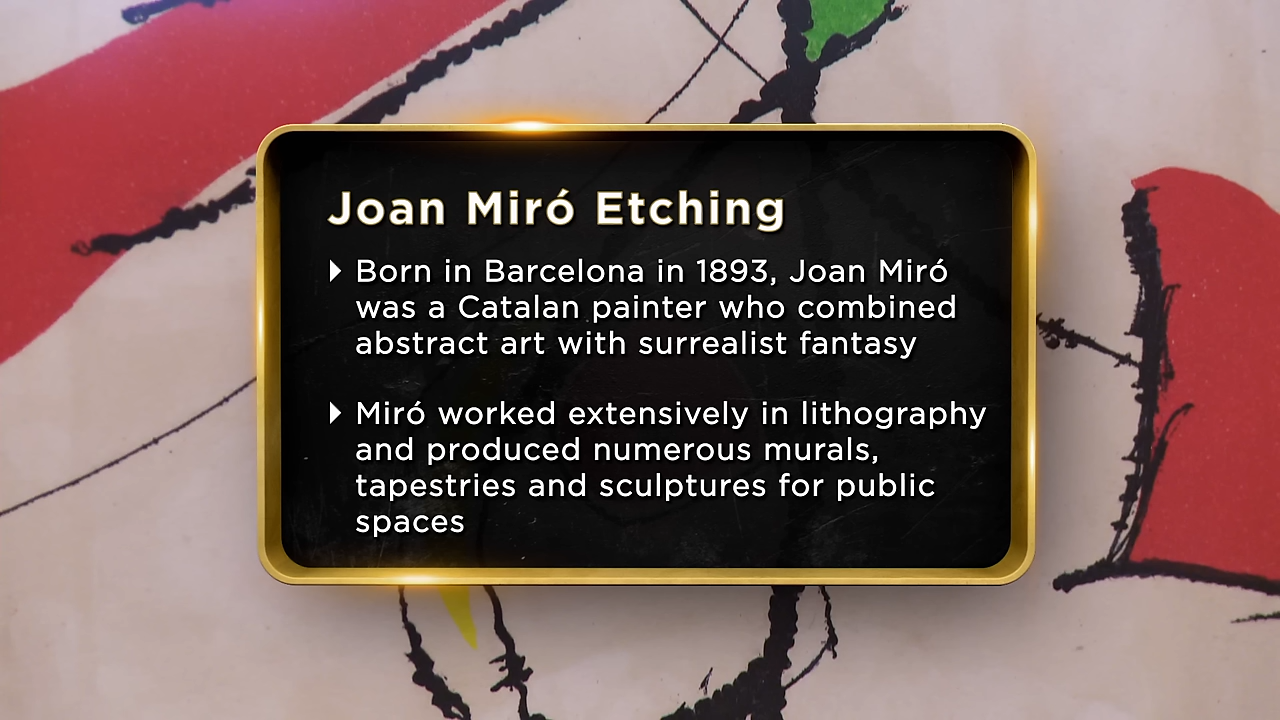 Joan Miró Etching
Born in Barcelona in 1893, Joan Miró
was a Catalan painter who combined
abstract art with surrealist fantasy
Miró worked extensively in lithography
and produced numerous murals,
tapestries and sculptures for public
spaces